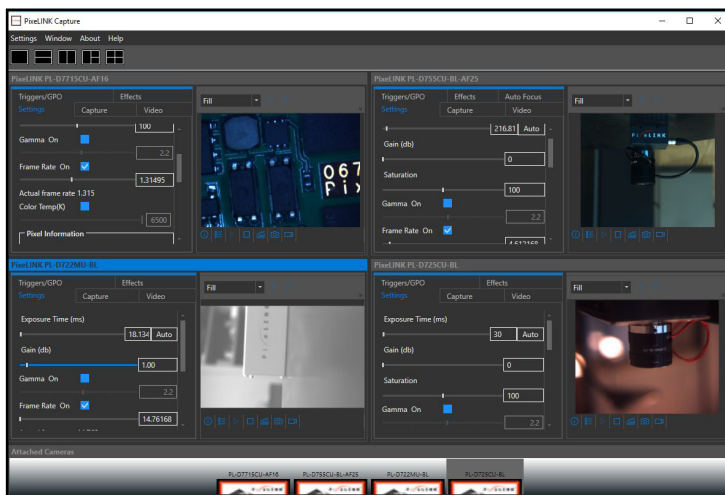 PixeLINK Capture
Settings Window About Help
PixeLINK PL-D7715CU-AF16
Triggers/GPO Effects
Settings Capture Video
100
Gamma On
2.2
Frame Rate On
1.31495
Actual frame rate 1.315
Color Temp(K)
6500
Pixel Information
Fill
067
Pix
PixeLINK PL-D755CU-BL-AF25
Triggers/GPO Effects Auto Focus
Settings Capture Video
216.81 Auto
Gain (db)
0
Saturation
100
Gamma On
2.2
Frame Rate On
4.612168
Fill
PIXELINK
PixeLINK PL-D722MU-BL
Triggers/GPO Effects
Settings Capture Video
Exposure Time (ms)
18.134 Auto
Gain (db)
1.00
Gamma On
2.2
Frame Rate On
14.76168
Fill
PIXELINK
PixeLINK PL-D725CU-BL
Triggers/GPO Effects
Settings Capture Video
Exposure Time (ms)
30 Auto
Gain (db)
0
Saturation
100
Gamma On
2.2
Fill
Attached Cameras
PL-D7715CU-AF16 PL-D755CU-BL-AF25 PL-D722MU-BL PL-D725CU-BL